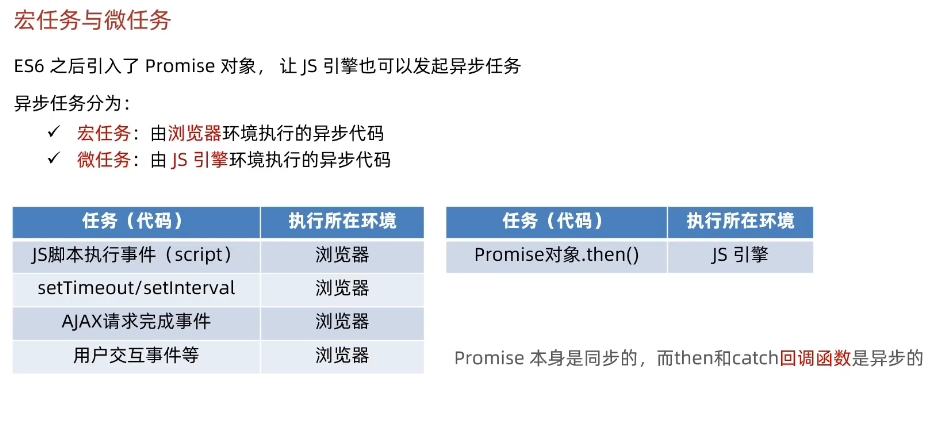 宏任务与微任务
ES6 之后引入了 Promise 对象， 让 JS 引擎也可以发起异步任务
异步任务分为：
✓ 宏任务：由浏览器环境执行的异步代码
✓ 微任务：由 JS 引擎环境执行的异步代码
任务（代码） 执行所在环境
JS脚本执行事件（script） 浏览器
setTimeout/setInterval 浏览器
AJAX请求完成事件 浏览器
用户交互事件等 浏览器
任务（代码） 执行所在环境
Promise对象.then() JS 引擎
Promise 本身是同步的，而then和catch回调函数是异步的